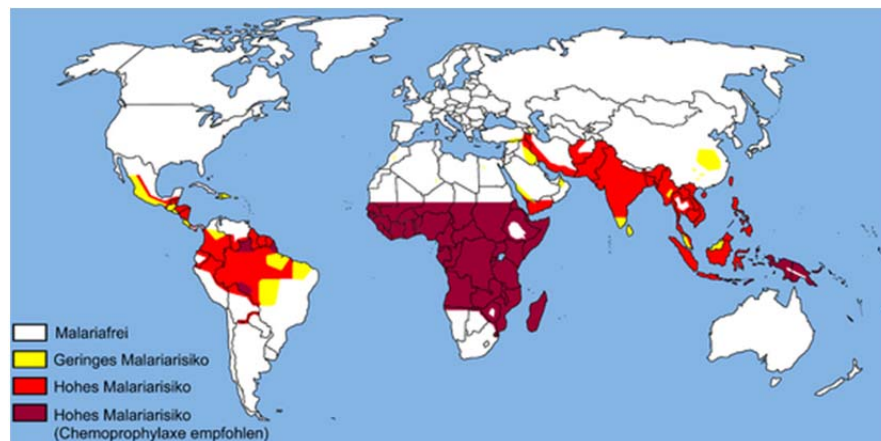 Malariafrei
Geringes Malariarisiko
Hohes Malariarisiko
Hohes Malariarisiko
(Chemoprophylaxe empfohlen)